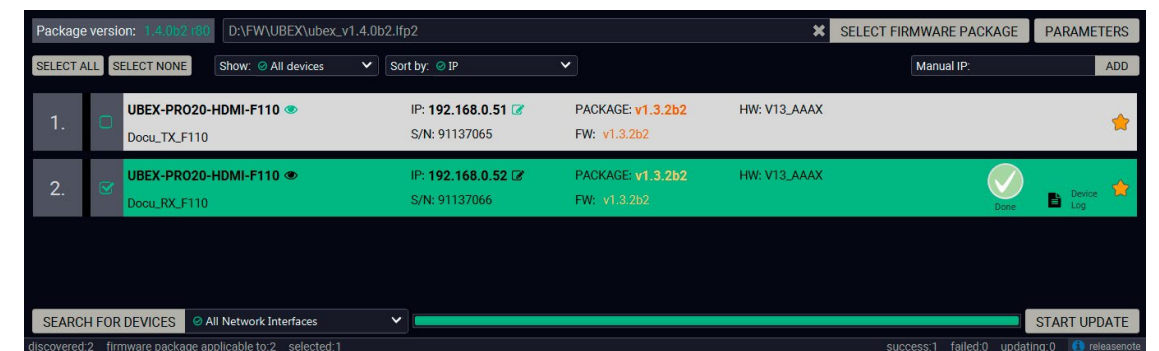 Package version: 1.4.0b2 r80 D:\FW\UBEX\ubex_v1.4.0b2.lfp2 SELECT FIRMWARE PACKAGE PARAMETERS
SELECT ALL SELECT NONE Show: All devices Sort by: IP Manual IP: ADD
1. UBEX-PRO20-HDMI-F110 IP: 192.168.0.51 PACKAGE: v1.3.2b2 HW: V13_AAAX
Docu_TX_F110 S/N: 91137065 FW: v1.3.2b2
2. UBEX-PRO20-HDMI-F110 IP: 192.168.0.52 PACKAGE: v1.3.2b2 HW: V13_AAAX
Docu_RX_F110 S/N: 91137066 FW: v1.3.2b2 Done Device Log
SEARCH FOR DEVICES All Network Interfaces START UPDATE
discovered:2 firmware package applicable to:2 selected:1 success:1 failed:0 updating:0 releasenote